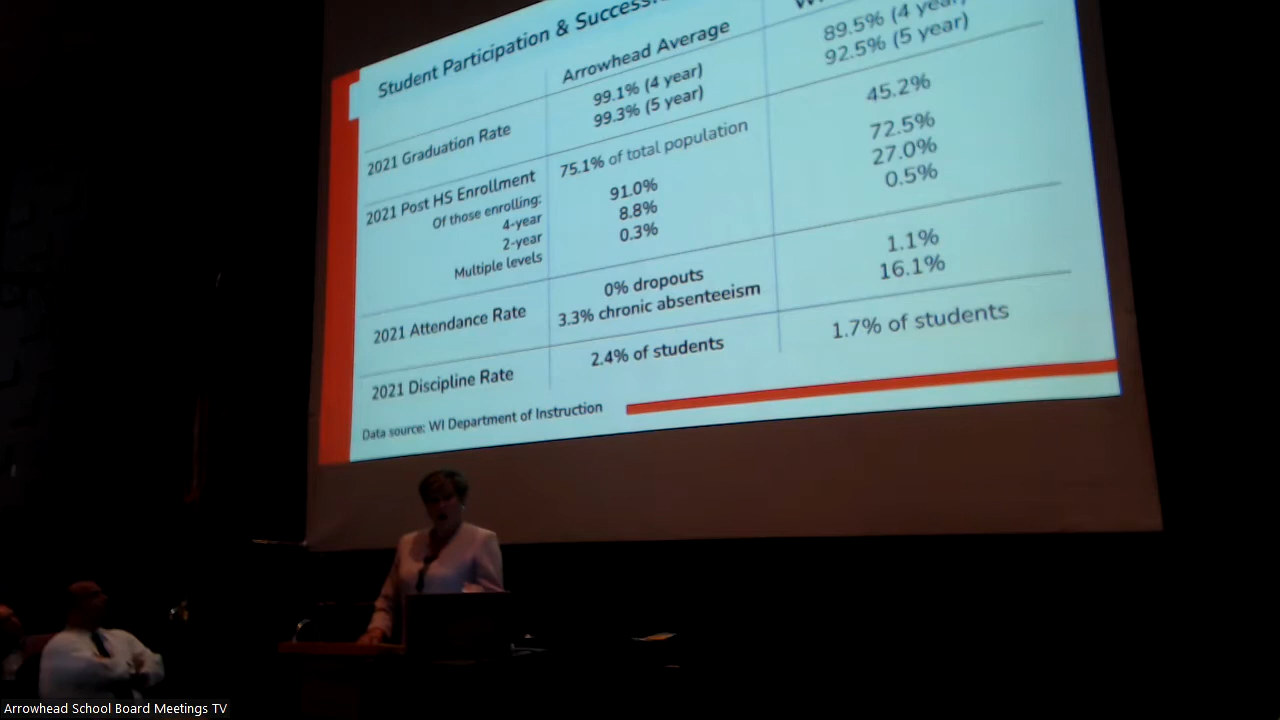 Student Participation & Success
Arrowhead Average
2021 Graduation Rate
99.1% (4 year)
99.3% (5 year)
89.5% (4 year)
92.5% (5 year)
2021 Post HS Enrollment
75.1% of total population
45.2%
Of those enrolling:
4-year
91.0%
72.5%
2-year
8.8%
27.0%
Multiple levels
0.3%
0.5%
2021 Attendance Rate
0% dropouts
3.3% chronic absenteeism
1.1%
16.1%
2021 Discipline Rate
2.4% of students
1.7% of students
Data source: WI Department of Instruction
Arrowhead School Board Meetings TV